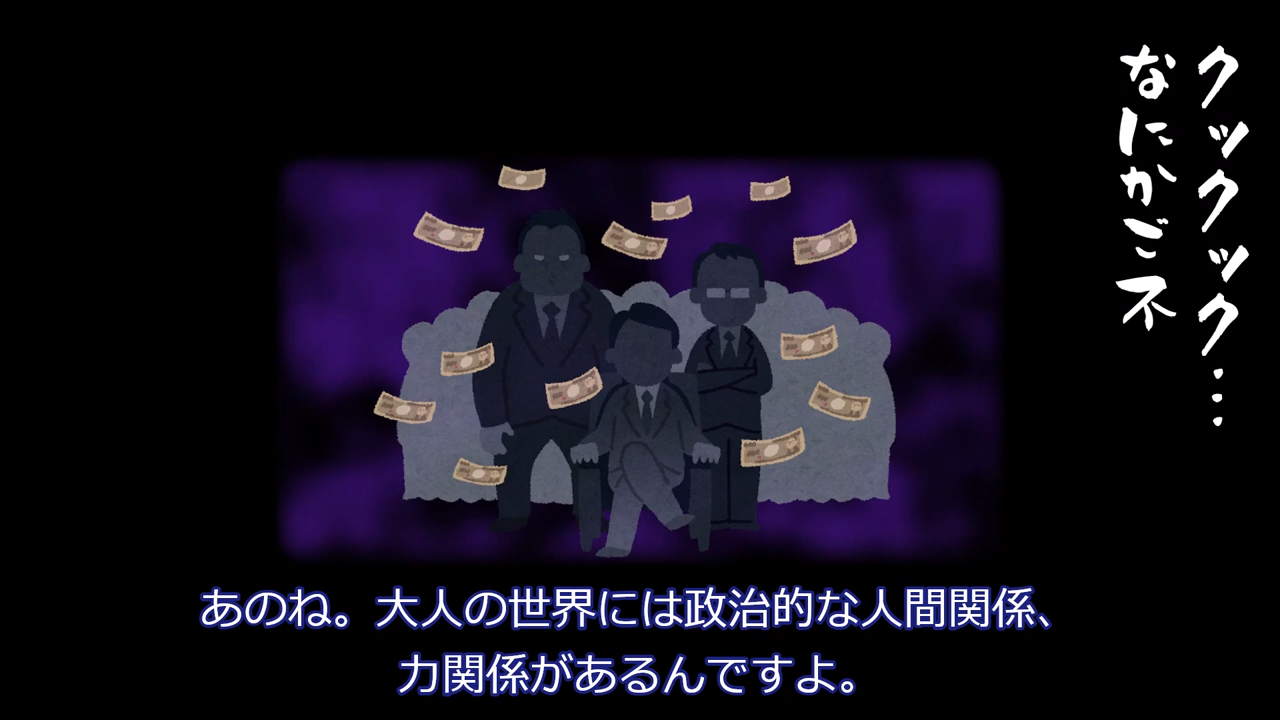 クックックッ…
なにかご不
あのね。大人の世界には政治的な人間関係、
力関係があるんですよ。